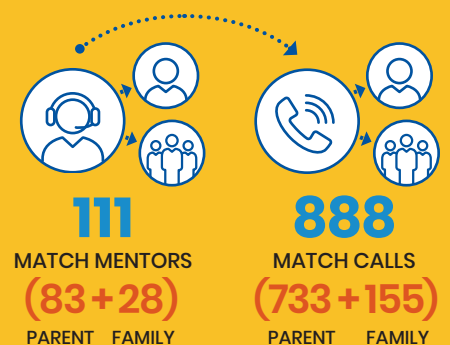 111
MATCH MENTORS
(83 + 28)
PARENT FAMILY
888
MATCH CALLS
(733 + 155)
PARENT FAMILY